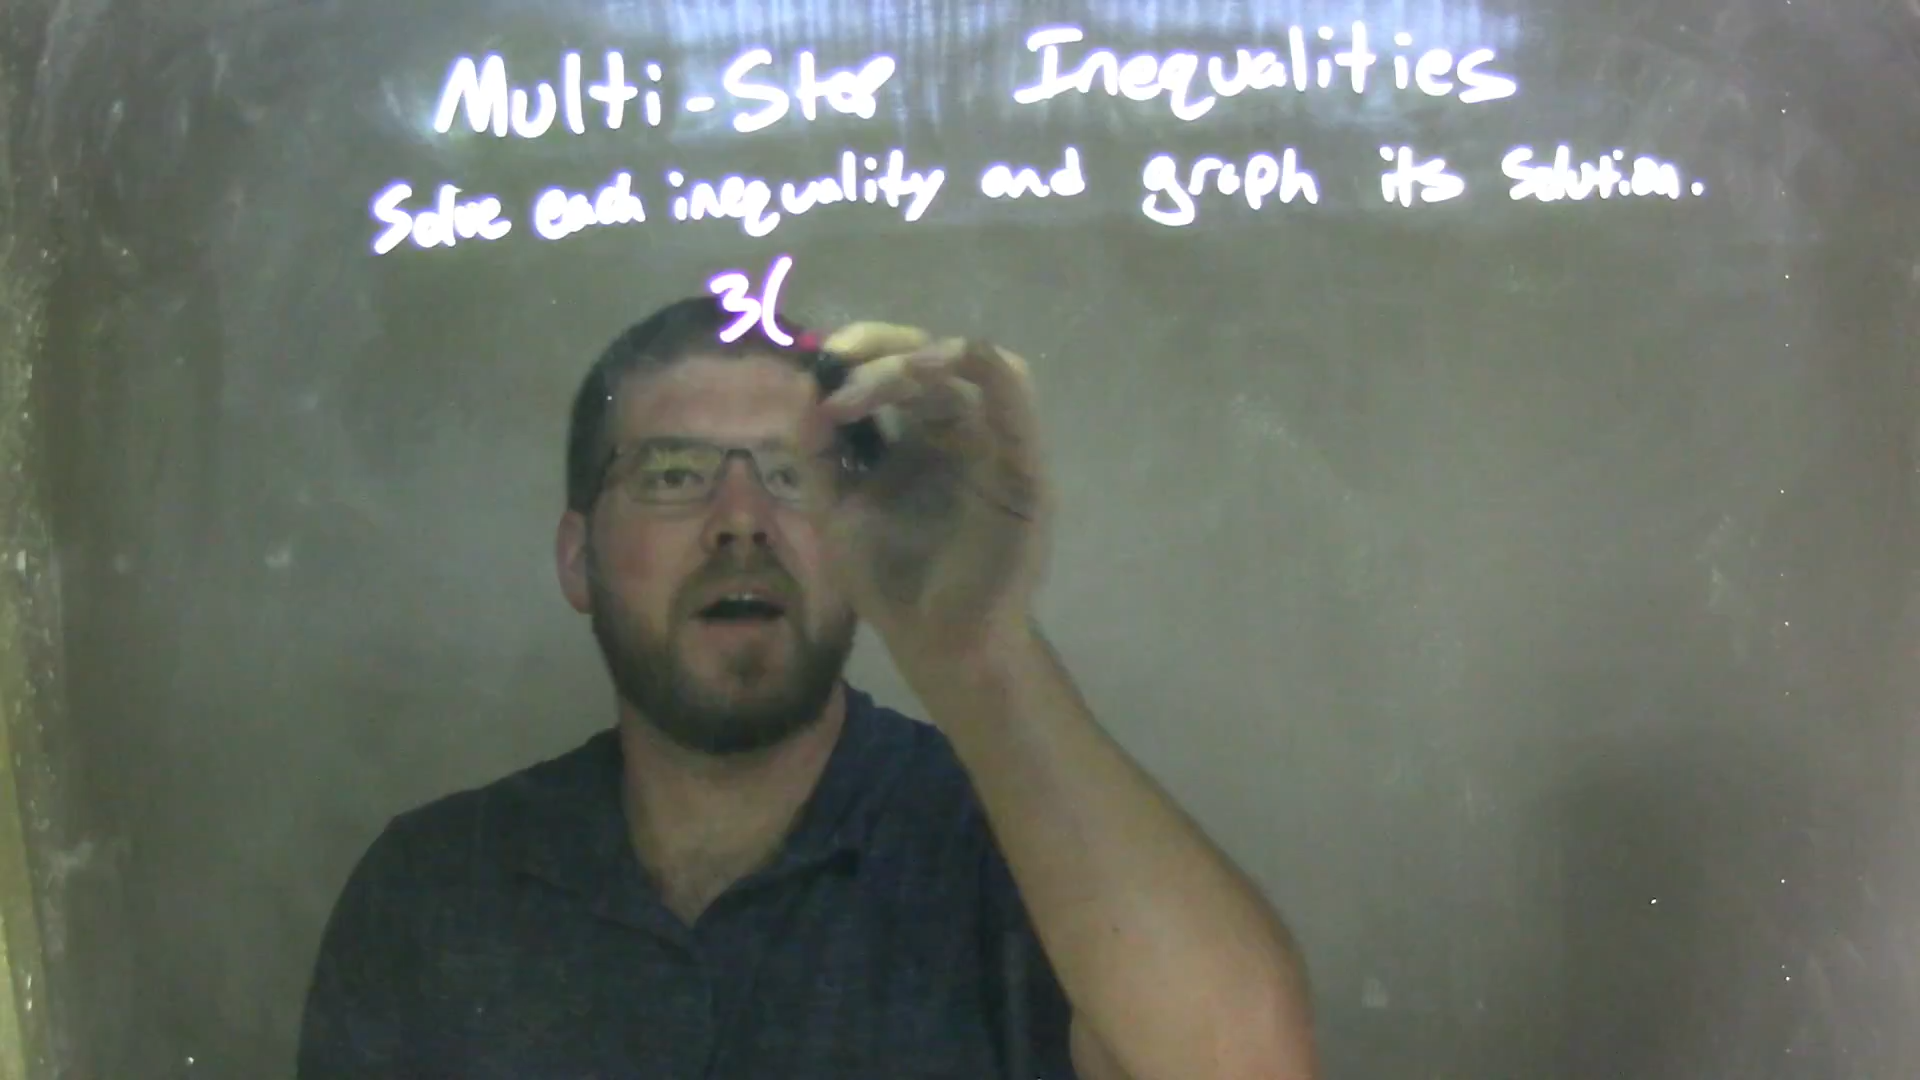 Multi-Step Inequalities
Solve each inequality and graph its solution.
3(